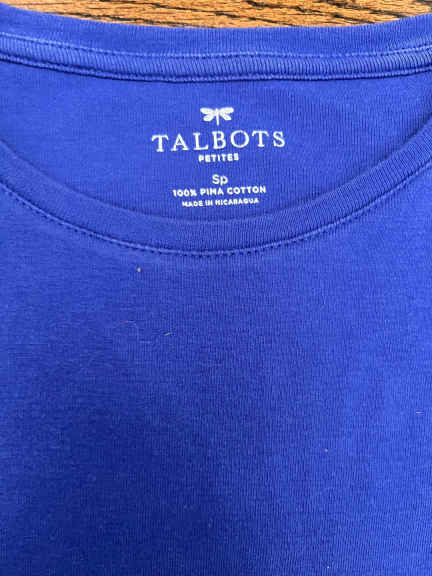 TALBOTS
PETITES
Sp
100% PIMA COTTON
MADE IN NICARAGUA